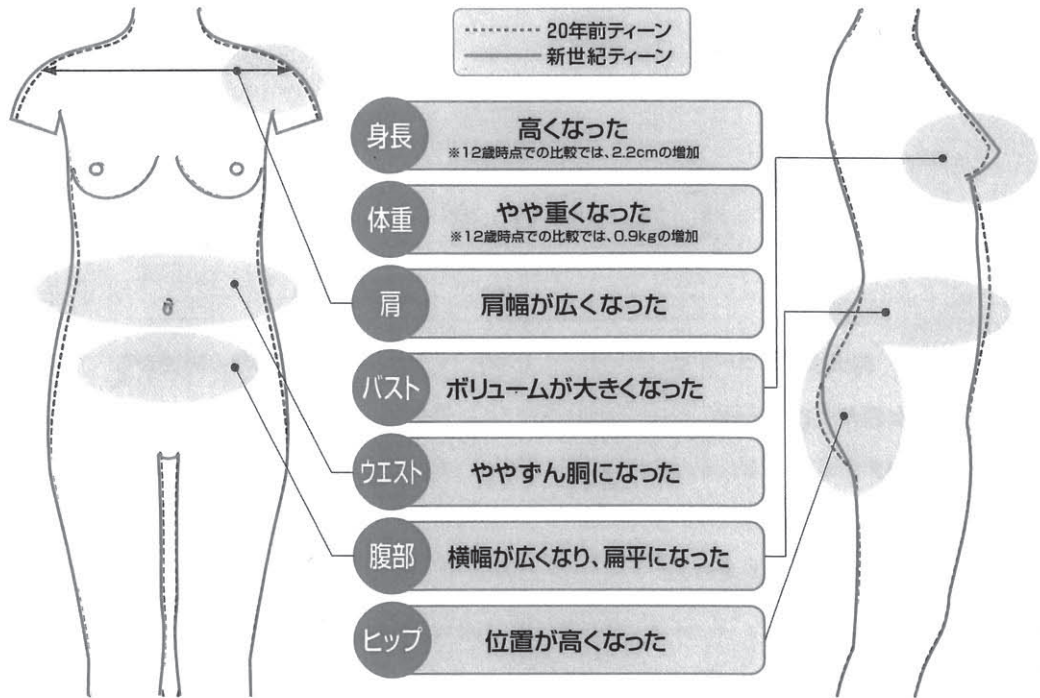 20年前ティーン
新世紀ティーン
身長
高くなった
※12歳時点での比較では、2.2cmの増加
体重
やや重くなった
※12歳時点での比較では、0.9kgの増加
肩
肩幅が広くなった
バスト
ボリュームが大きくなった
ウエスト
ややずん胴になった
腹部
横幅が広くなり、扁平になった
ヒップ
位置が高くなった